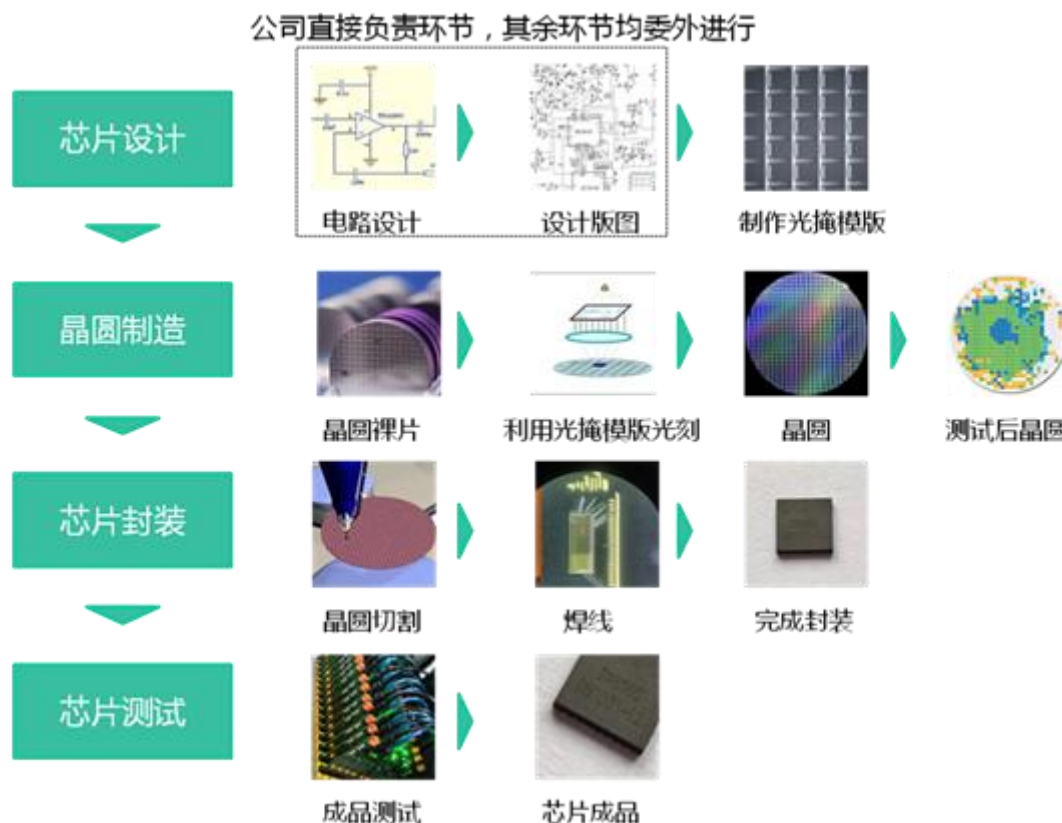 公司直接负责环节，其余环节均委外进行
芯片设计
电路设计
设计版图
制作光掩模版
晶圆制造
晶圆裸片
利用光掩模版光刻
晶圆
测试后晶圆
芯片封装
晶圆切割
焊线
完成封装
芯片测试
成品测试
芯片成品